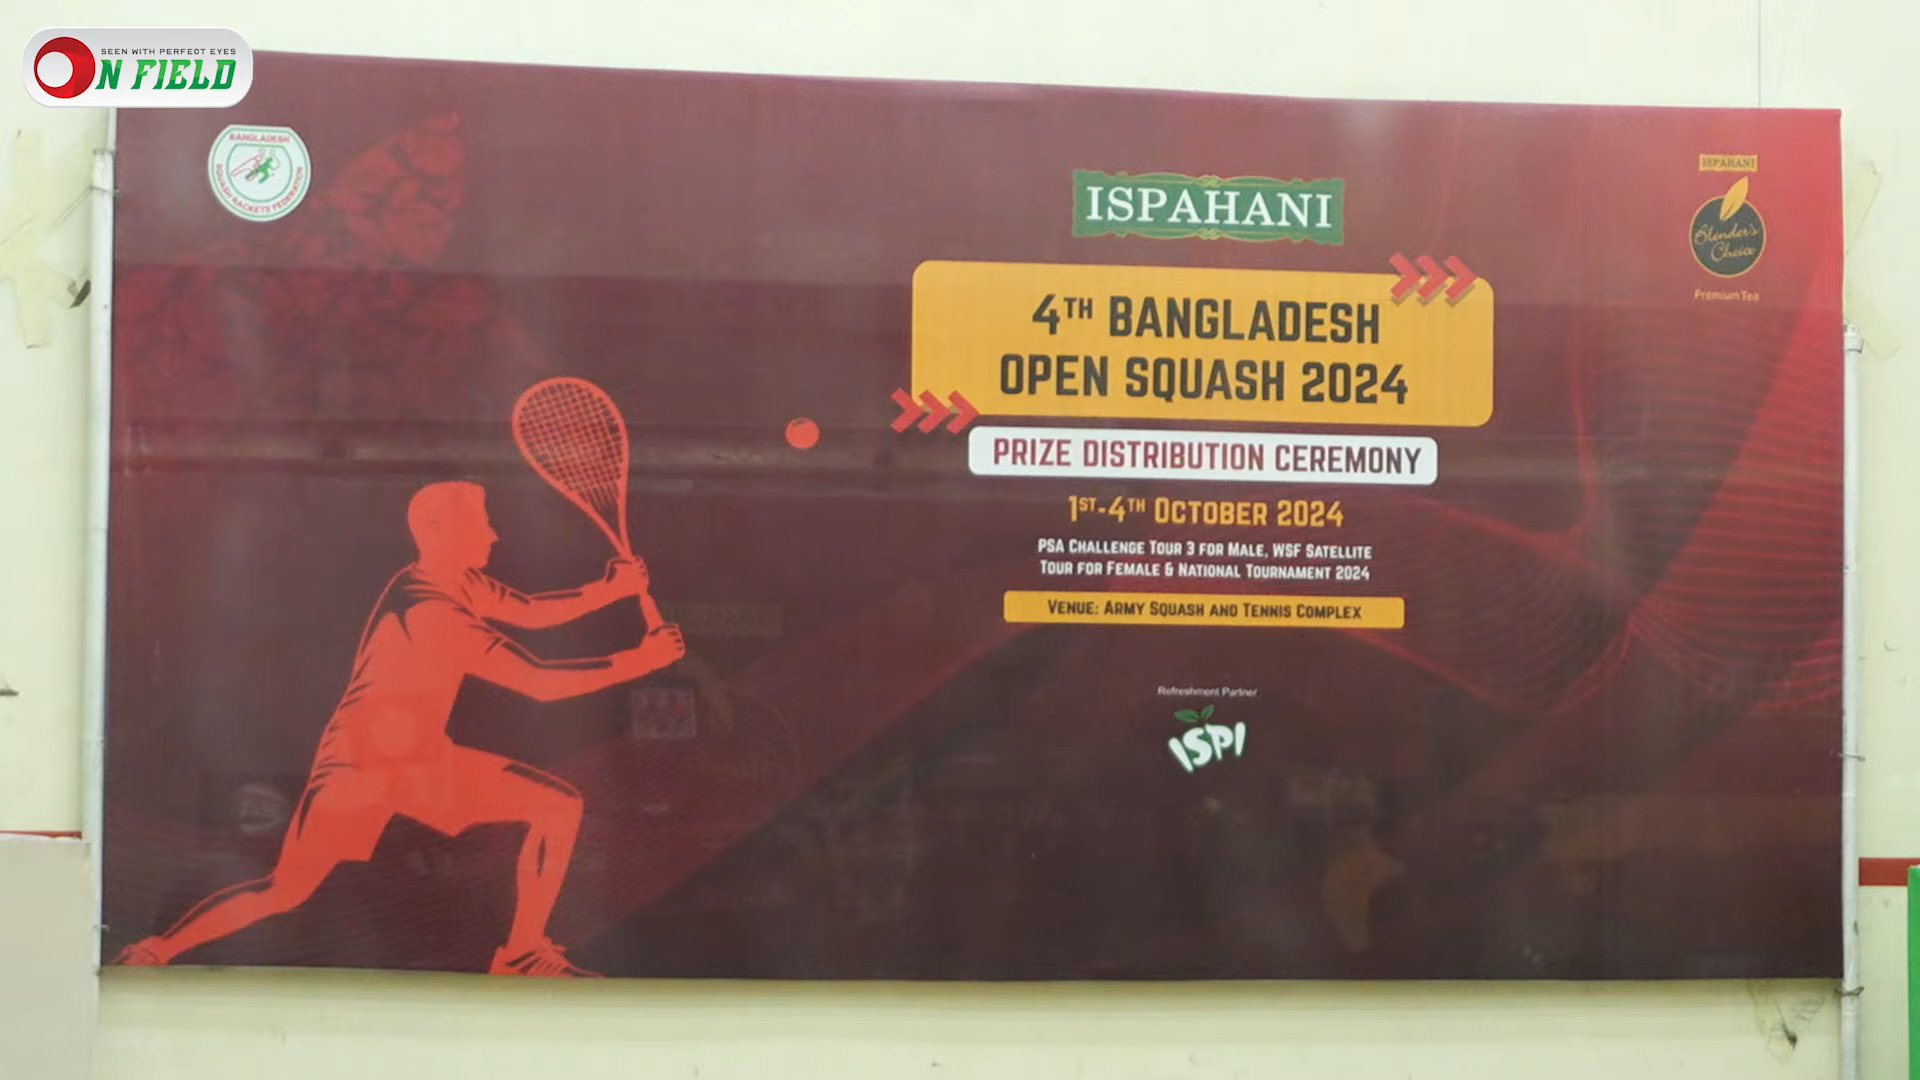 SEEN WITH PERFECT EYES
ON FIELD
BANGLADESH
SQUASH RACKETS FEDERATION
ISPAHANI
ISPAHANI
Blender's
Choice
Premium Tea
4TH BANGLADESH
OPEN SQUASH 2024
PRIZE DISTRIBUTION CEREMONY
1ST-4TH OCTOBER 2024
PSA CHALLENGE TOUR 3 FOR MALE, WSF SATELLITE
TOUR FOR FEMALE & NATIONAL TOURNAMENT 2024
VENUE: ARMY SQUASH AND TENNIS COMPLEX
Refreshment Partner
ISPI